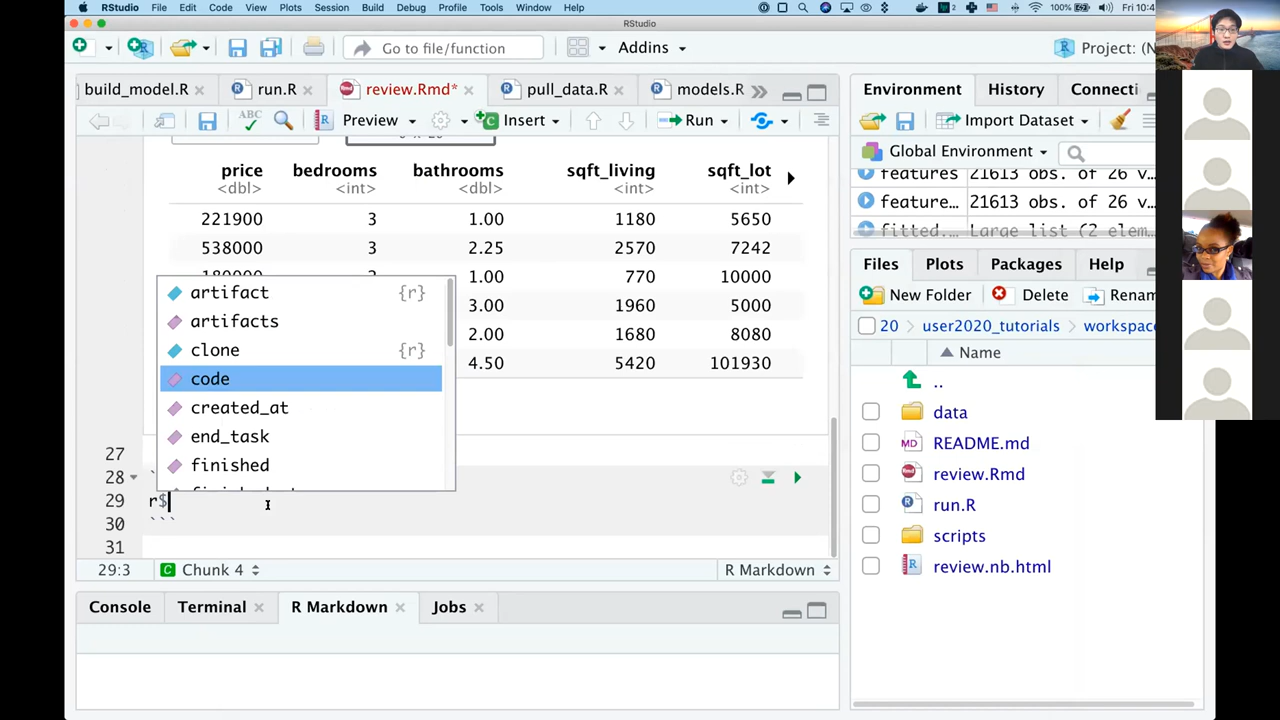 RStudio File Edit Code View Plots Session Build Debug Profile Tools Window Help 100% Fri 10:4
RStudio
Go to file/function Addins Project: (N
build_model.R run.R review.Rmd* pull_data.R models.R
ABC Preview Insert Run
price bedrooms bathrooms sqft_living sqft_lot
<dbl> <int> <dbl> <int> <int>
221900 3 1.00 1180 5650
538000 3 2.25 2570 7242
180000 2 1.00 770 10000
3.00 1960 5000
2.00 1680 8080
4.50 5420 101930
artifact {r}
artifacts
clone {r}
code
created_at
end_task
finished
27
28
29 r$
30 ```
31
29:3 Chunk 4 R Markdown
Console Terminal R Markdown Jobs
Environment History Connecti
Import Dataset
Global Environment
features 21613 obs. of 26 v…
feature… 21613 obs. of 26 v…
fitted.… Large list (2 elem…
Files Plots Packages Help
New Folder Delete Renam
20 user2020_tutorials workspac
Name
..
data
README.md
review.Rmd
run.R
scripts
review.nb.html